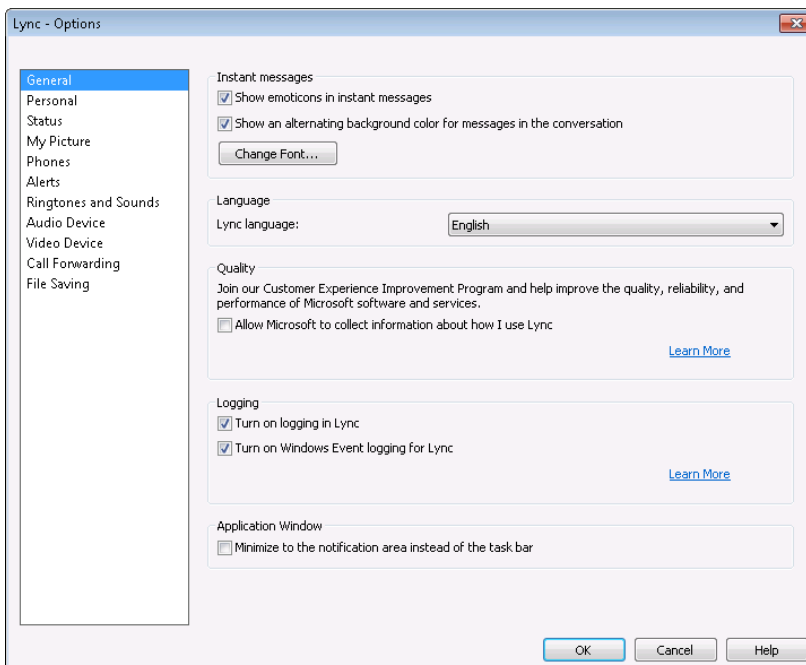 Lync - Options
General
Personal
Status
My Picture
Phones
Alerts
Ringtones and Sounds
Audio Device
Video Device
Call Forwarding
File Saving
Instant messages
Show emoticons in instant messages
Show an alternating background color for messages in the conversation
Change Font...
Language
Lync language:
English
Quality
Join our Customer Experience Improvement Program and help improve the quality, reliability, and
performance of Microsoft software and services.
Allow Microsoft to collect information about how I use Lync
Learn More
Logging
Turn on logging in Lync
Turn on Windows Event logging for Lync
Learn More
Application Window
Minimize to the notification area instead of the task bar
OK
Cancel
Help